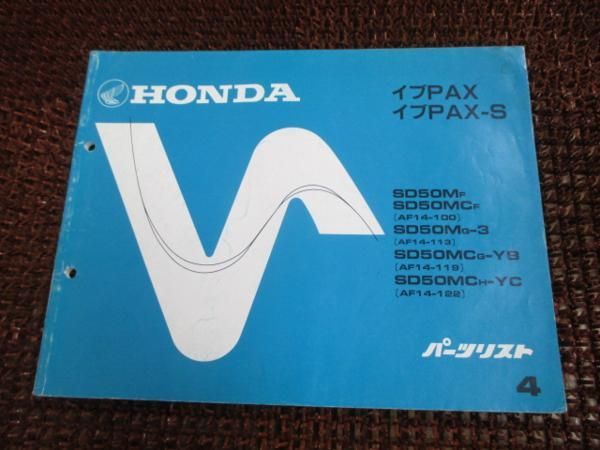 HONDA
イブPAX
イブPAX-S
SD50MF
SD50MCF
(AF14-100)
SD50MG-3
(AF14-113)
SD50MCG-YB
(AF14-119)
SD50MCH-YC
(AF14-122)
パーツリスト
4